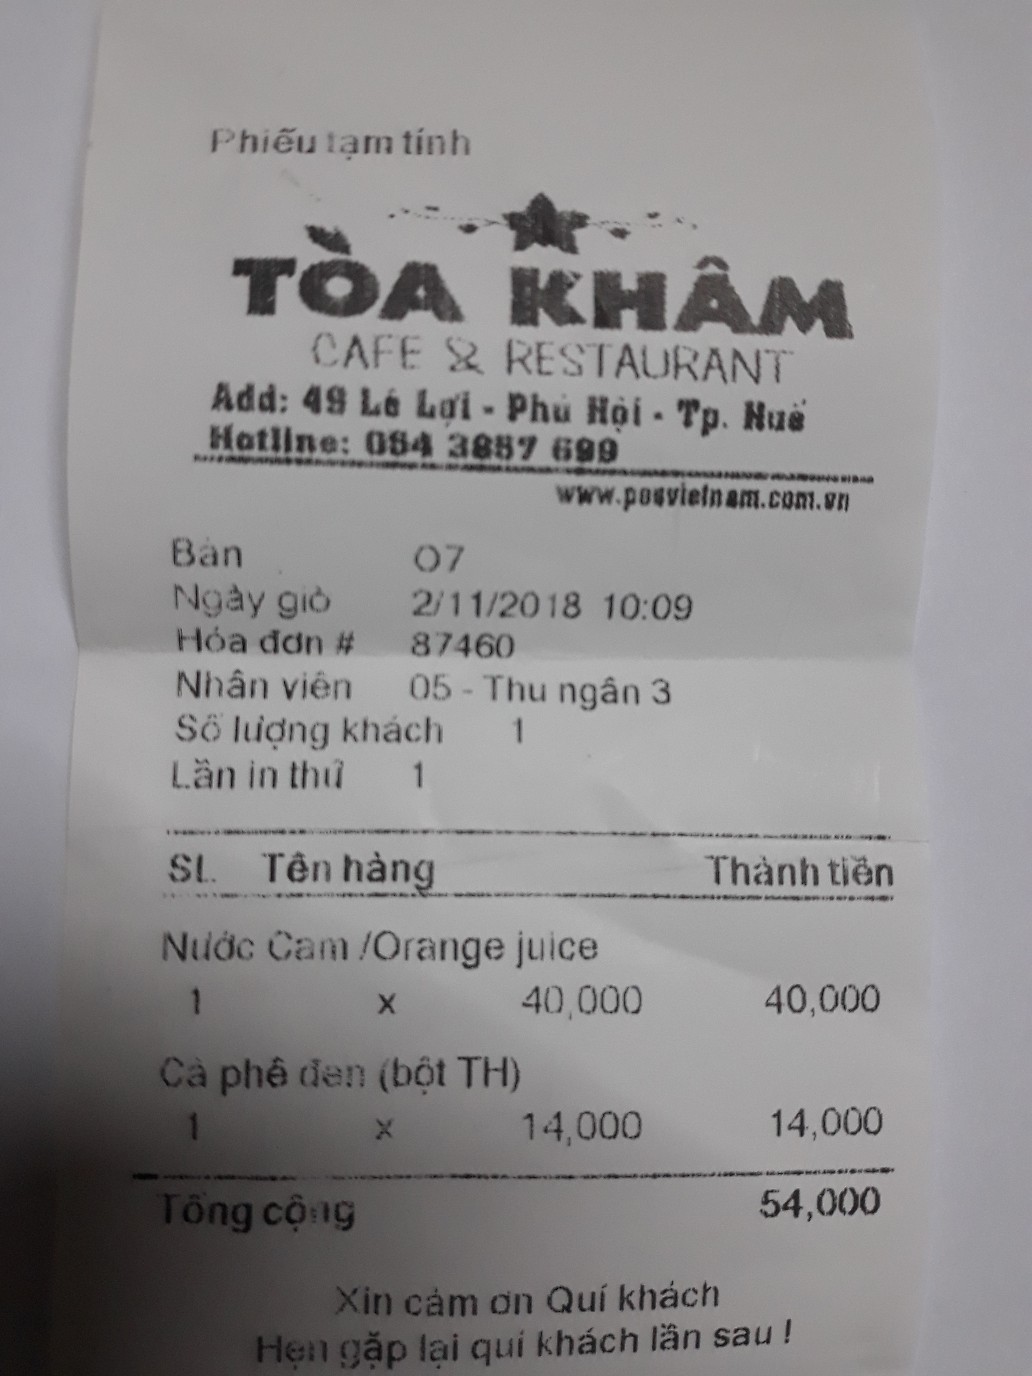 Phiếu tạm tính
TÒA KHÂM
CAFE & RESTAURANT
Add: 49 Lê Lợi - Phú Hội - Tp. Huế
Hotline: 054 3857 699
www.posvietnam.com.vn
Bàn O7
Ngày giờ 2/11/2018 10:09
Hóa đơn # 87460
Nhân viên 05 - Thu ngân 3
Số lượng khách 1
Lần in thứ 1
SL Tên hàng Thành tiền
Nước Cam /Orange juice
1 x 40,000 40,000
Cà phê đen (bột TH)
1 x 14,000 14,000
Tổng cộng 54,000
Xin cảm ơn Quí khách
Hẹn gặp lại quí khách lần sau !